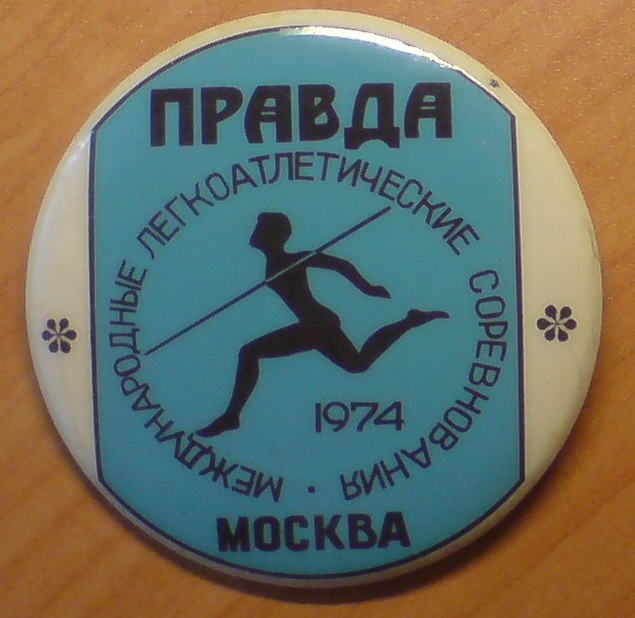 ПРАВДА
МЕЖДУНАРОДНЫЕ ЛЕГКОАТЛЕТИЧЕСКИЕ СОРЕВНОВАНИЯ ·
1974
МОСКВА